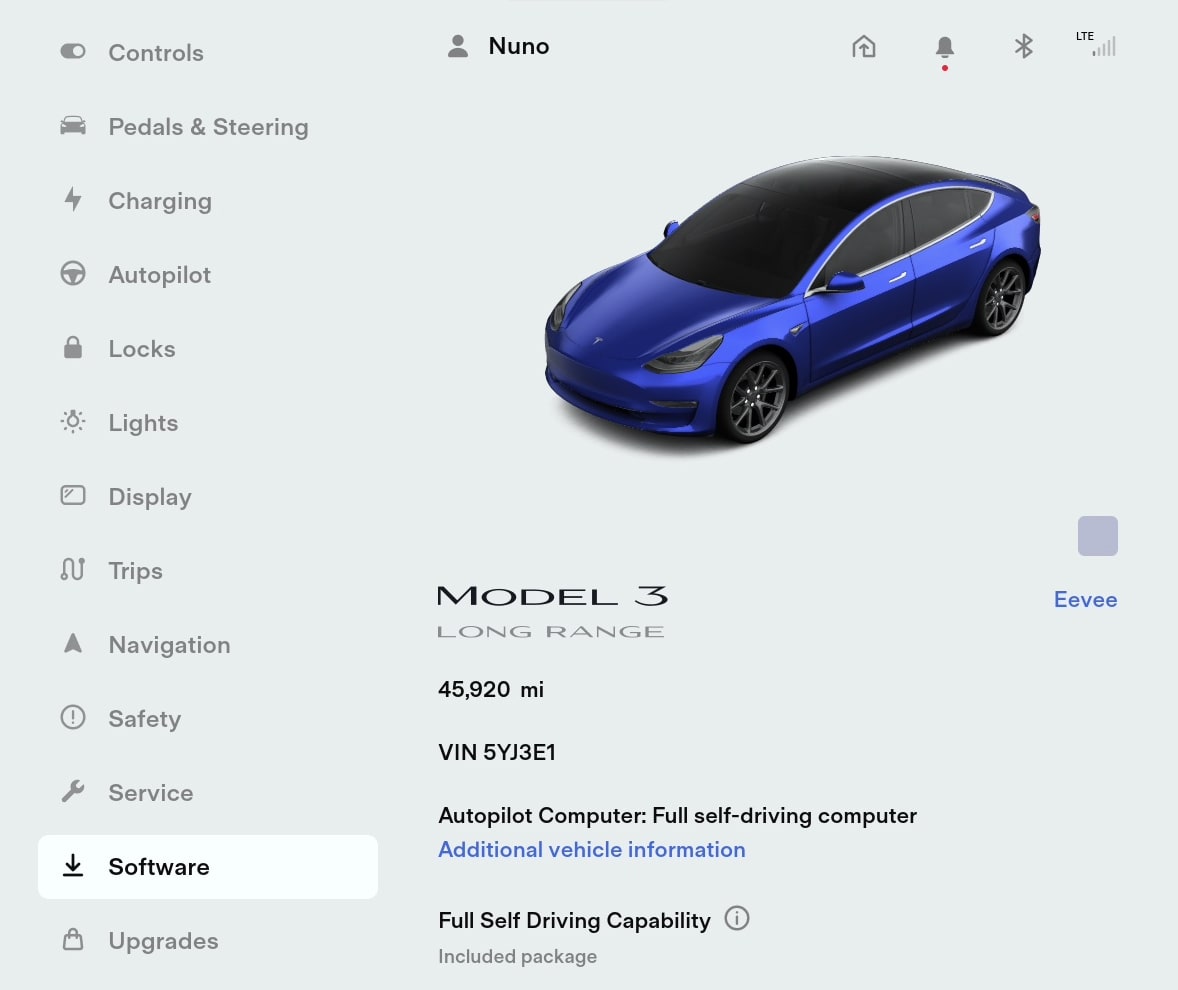 Controls
Pedals & Steering
Charging
Autopilot
Locks
Lights
Display
Trips
Navigation
Safety
Service
Software
Upgrades
Nuno
LTE
MODEL 3
LONG RANGE
Eevee
45,920 mi
VIN 5YJ3E1
Autopilot Computer: Full self-driving computer
Additional vehicle information
Full Self Driving Capability
Included package